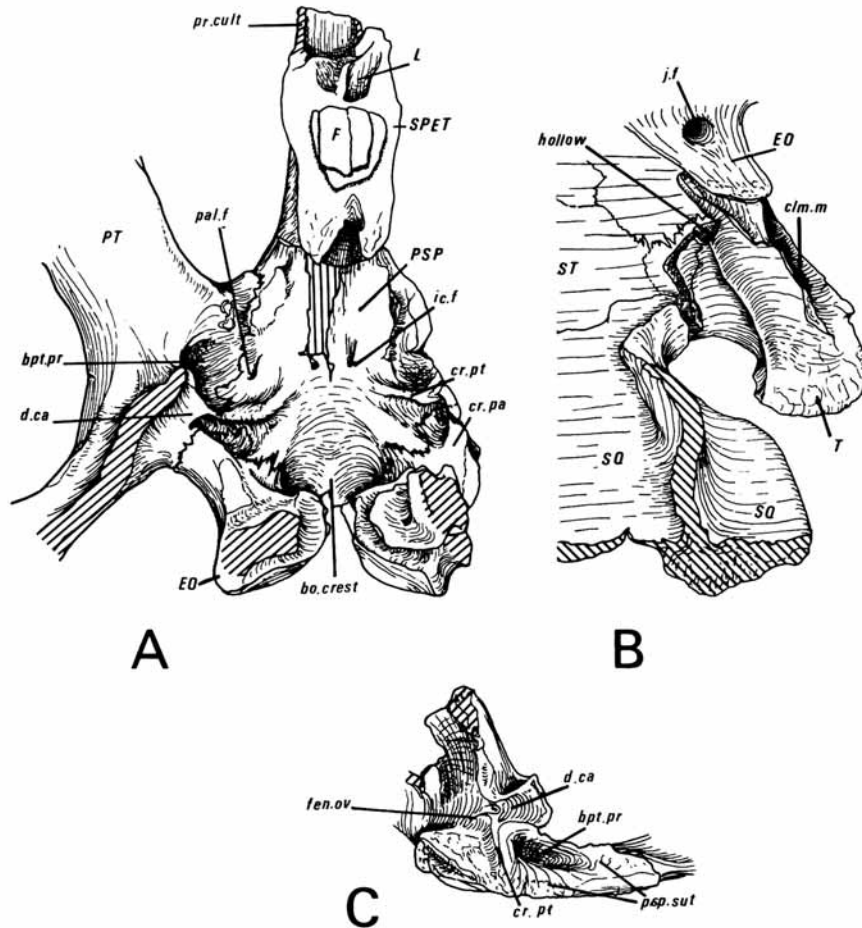 pr.cult
L
SPET
F
pal.f
PT
PSP
ic.f
bpt.pr
cr.pt
d.ca
cr.pa
EO
bo.crest
A
j.f
EO
hollow
c/m.m
ST
T
SQ
SQ
B
d.ca
fen.ov
bpt.pr
psp.sut
cr.pt
C